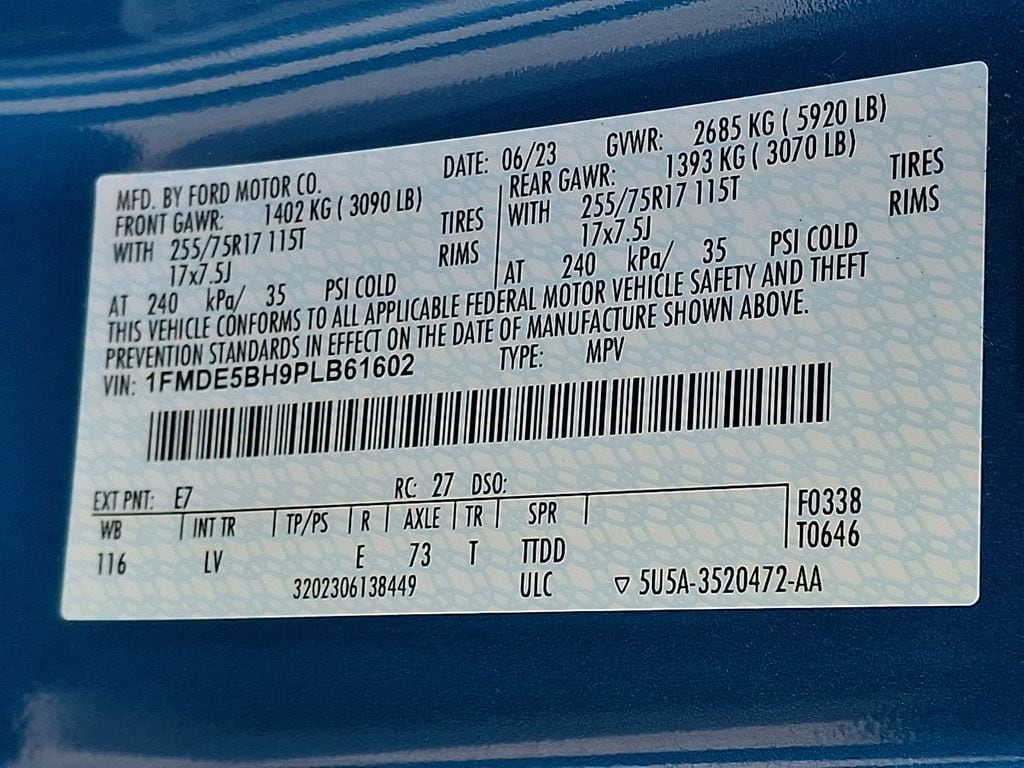 MFD. BY FORD MOTOR CO. DATE: 06/23 GVWR: 2685 KG ( 5920 LB)
FRONT GAWR: 1402 KG ( 3090 LB) REAR GAWR: 1393 KG ( 3070 LB)
WITH 255/75R17 115T TIRES WITH 255/75R17 115T TIRES
17x7.5J RIMS 17x7.5J RIMS
AT 240 kPa/ 35 PSI COLD AT 240 kPa/ 35 PSI COLD
THIS VEHICLE CONFORMS TO ALL APPLICABLE FEDERAL MOTOR VEHICLE SAFETY AND THEFT
PREVENTION STANDARDS IN EFFECT ON THE DATE OF MANUFACTURE SHOWN ABOVE.
VIN: 1FMDE5BH9PLB61602 TYPE: MPV
EXT PNT: E7 RC: 27 DSO:
WB INT TR TP/PS R AXLE TR SPR F0338
116 LV E 73 T TTDD T0646
3202306138449 ULC ▽ 5U5A-3520472-AA